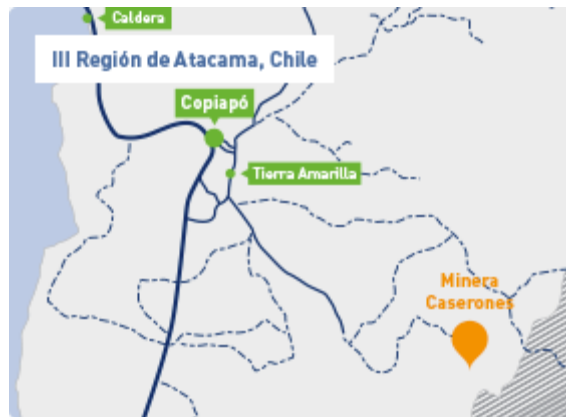 Caldera
III Región de Atacama, Chile
Copiapó
Tierra Amarilla
Minera
Caserones